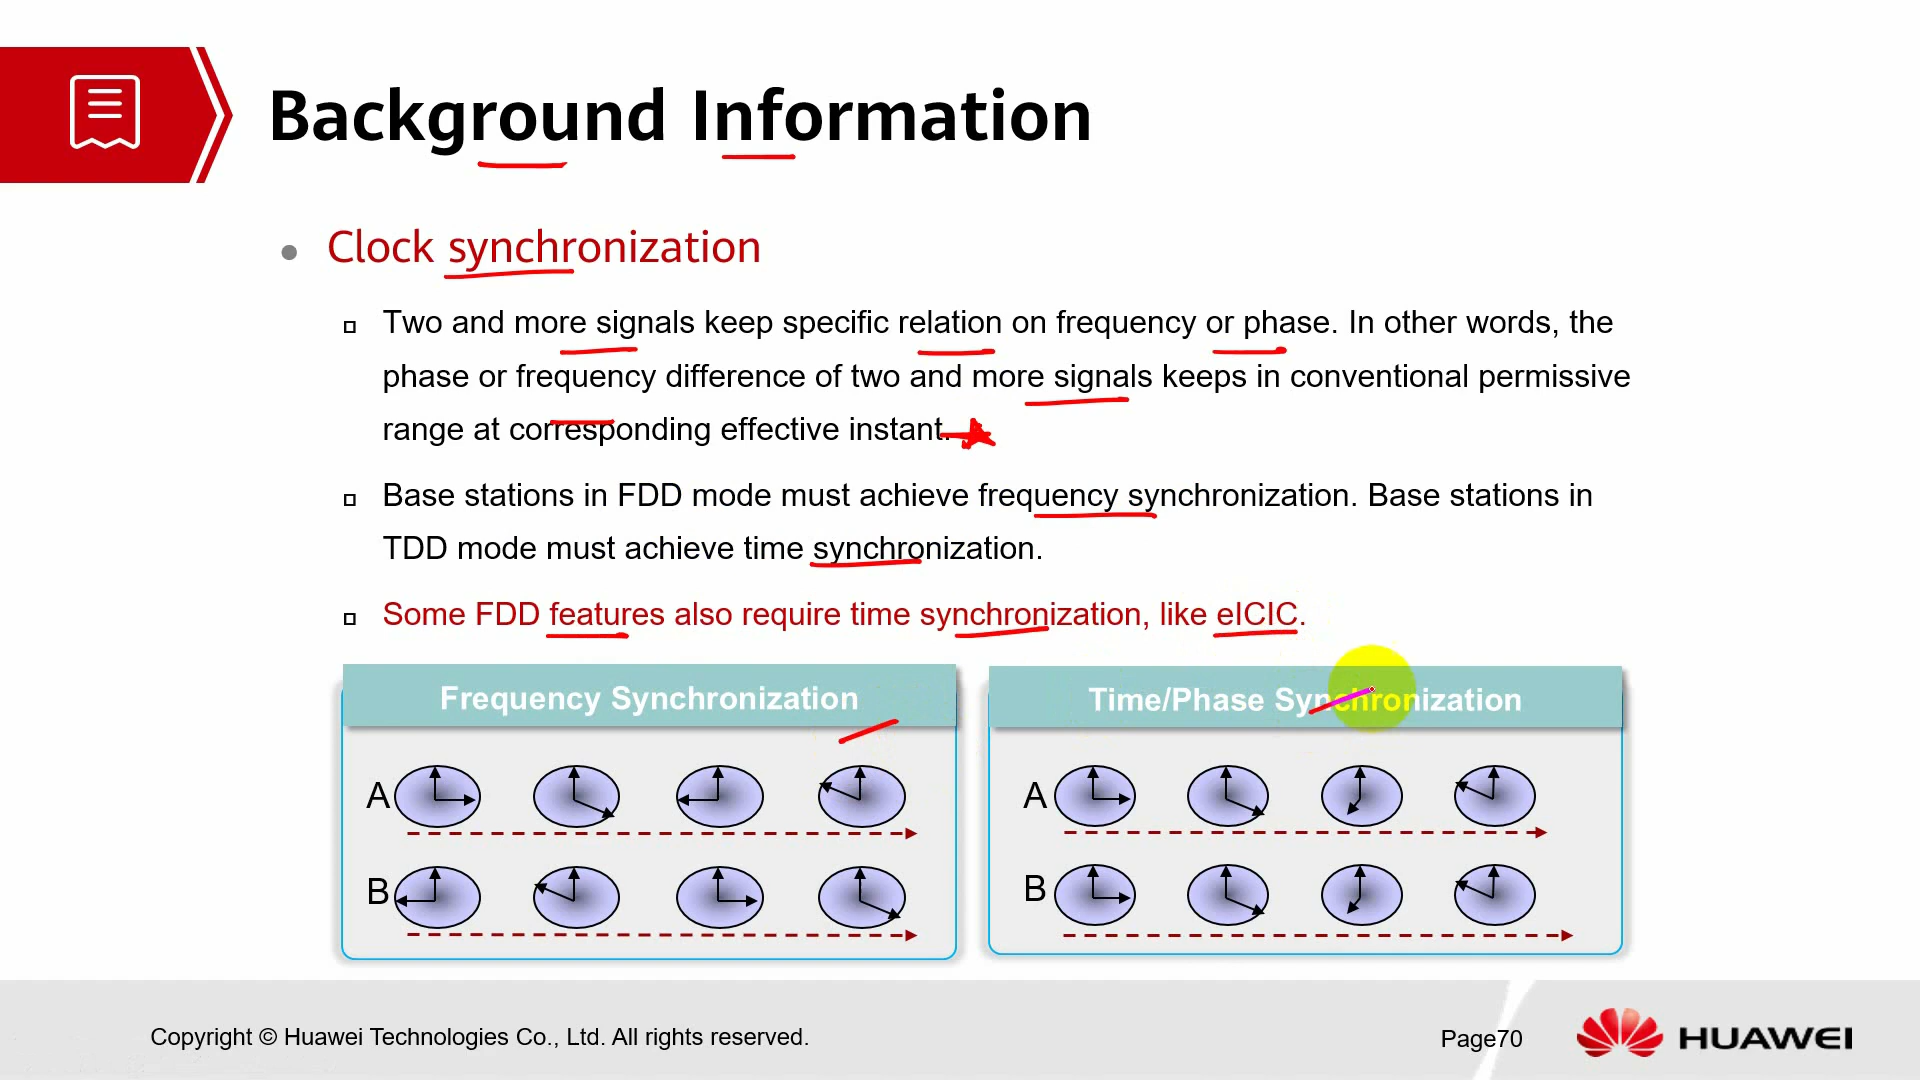 Background Information
Clock synchronization
Two and more signals keep specific relation on frequency or phase. In other words, the
phase or frequency difference of two and more signals keeps in conventional permissive
range at corresponding effective instant.
Base stations in FDD mode must achieve frequency synchronization. Base stations in
TDD mode must achieve time synchronization.
Some FDD features also require time synchronization, like eICIC.
Frequency Synchronization
A
B
Time/Phase Synchronization
A
B
Copyright © Huawei Technologies Co., Ltd. All rights reserved.
Page70
HUAWEI